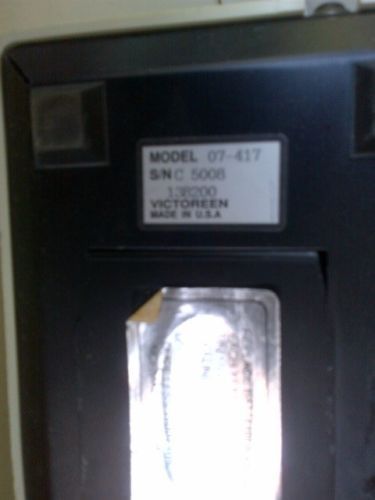 MODEL 07-417
S/N C 5008
138200
VICTOREEN
MADE IN U.S.A